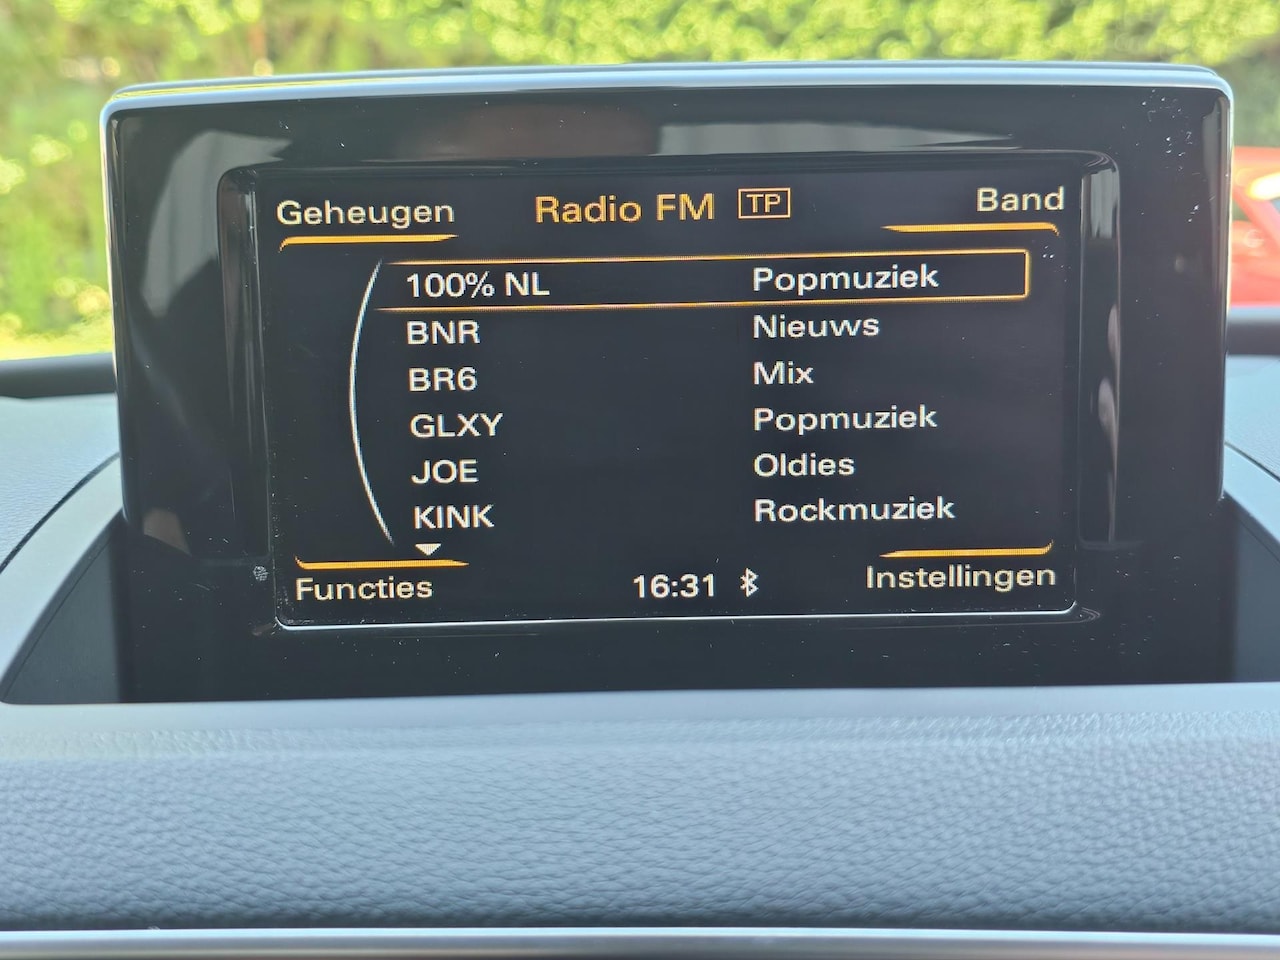 Geheugen Radio FM TP Band
100% NL Popmuziek
BNR Nieuws
BR6 Mix
GLXY Popmuziek
JOE Oldies
KINK Rockmuziek
Functies 16:31 Instellingen